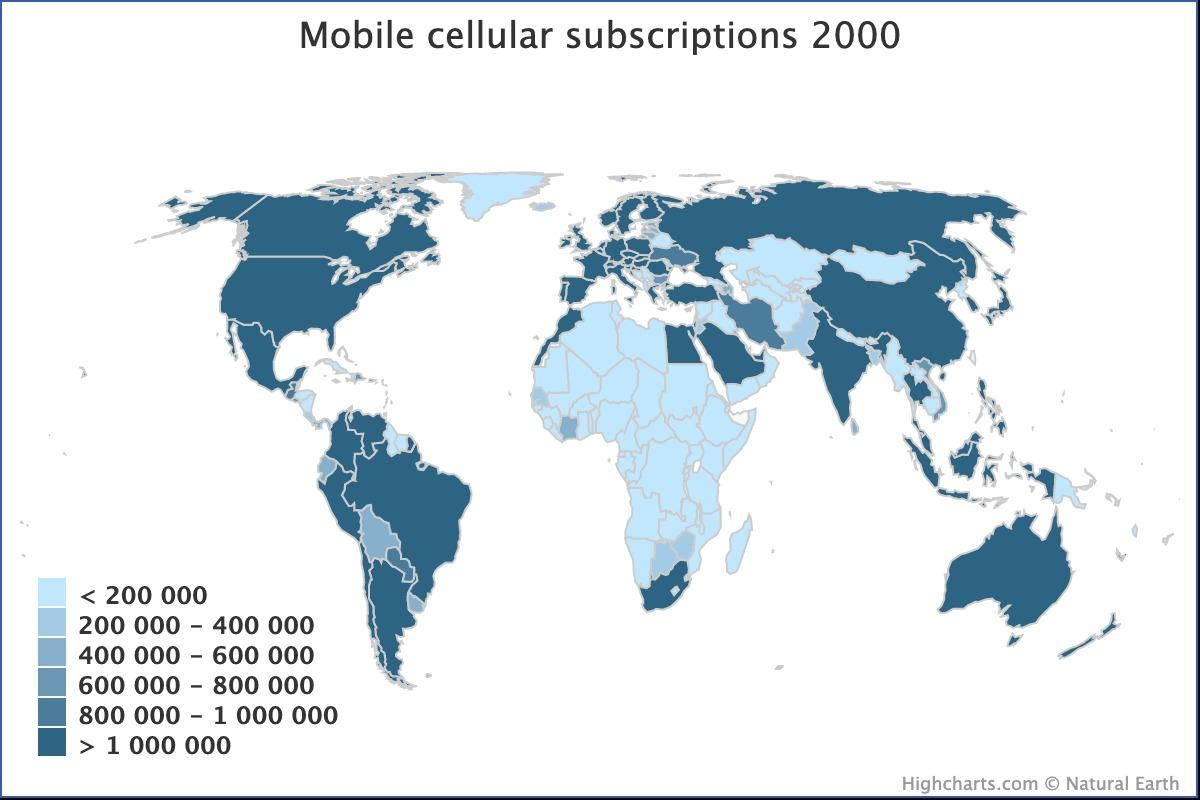 Mobile cellular subscriptions 2000
< 200 000
200 000 – 400 000
400 000 – 600 000
600 000 – 800 000
800 000 – 1 000 000
> 1 000 000
Highcharts.com © Natural Earth